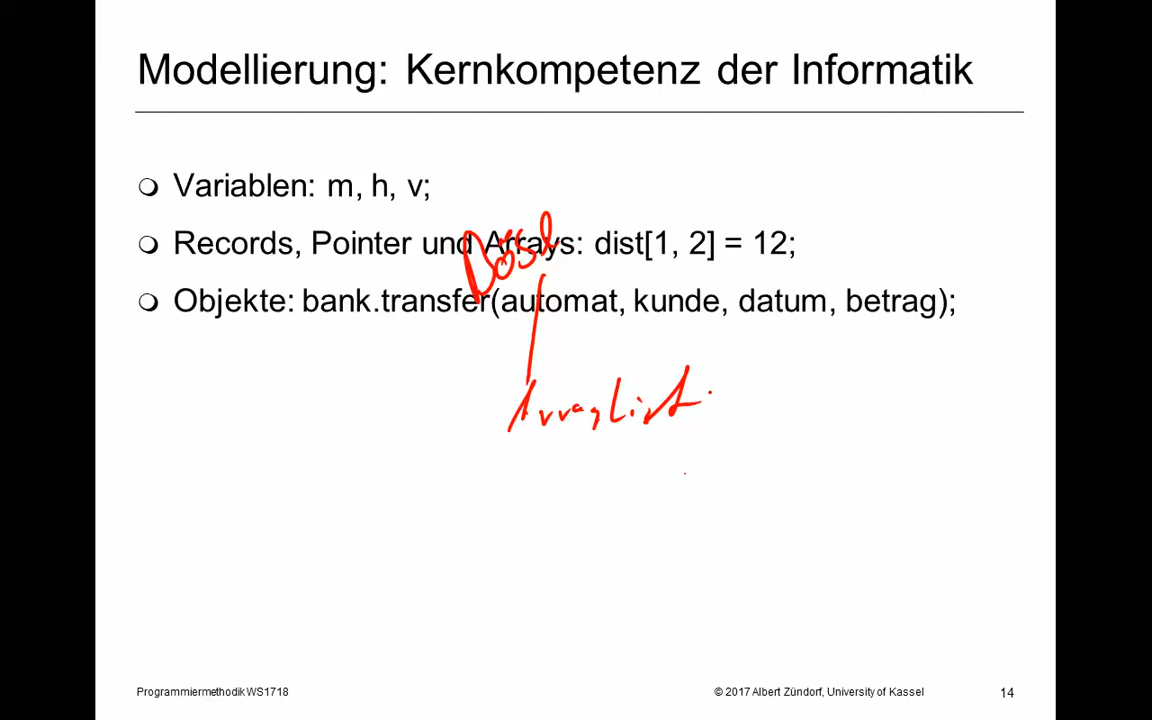 Modellierung: Kernkompetenz der Informatik
Variablen: m, h, v;
Records, Pointer und Arrays: dist[1, 2] = 12;
Böse
Objekte: bank.transfer(automat, kunde, datum, betrag);
ArrayList
Programmiermethodik WS1718
© 2017 Albert Zündorf, University of Kassel
14